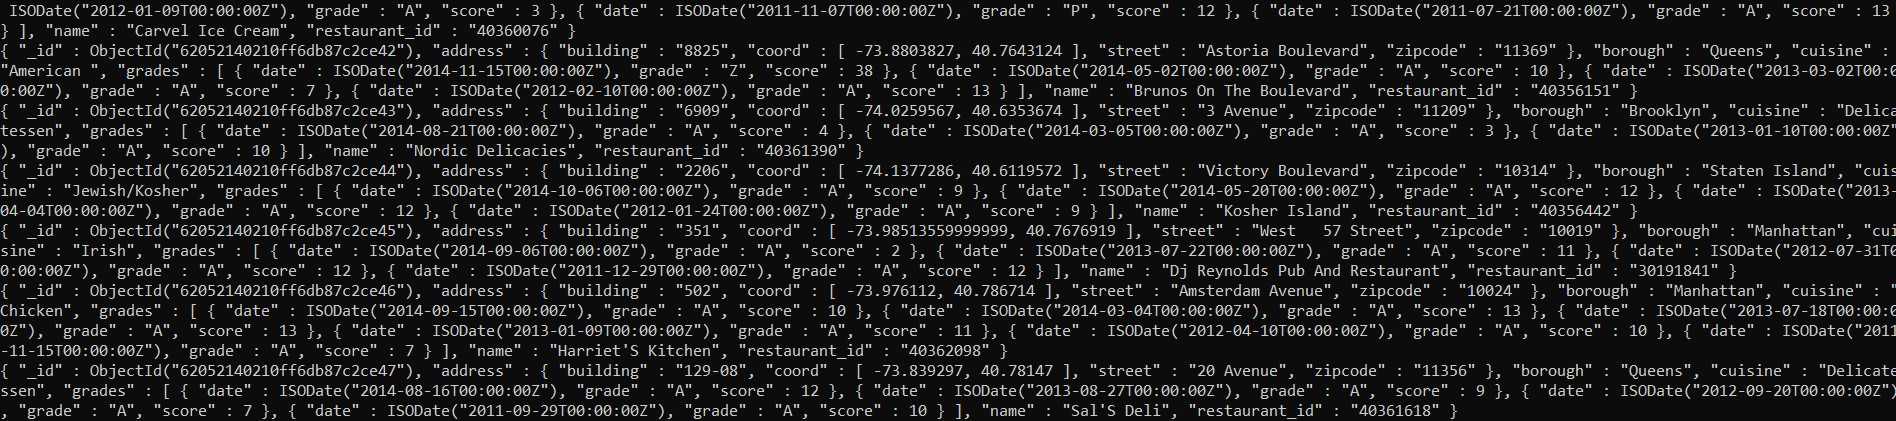 ISODate("2012-01-09T00:00:00Z"), "grade" : "A", "score" : 3 }, { "date" : ISODate("2011-11-07T00:00:00Z"), "grade" : "P", "score" : 12 }, { "date" : ISODate("2011-07-21T00:00:00Z"), "grade" : "A", "score" : 13
} ], "name" : "Carvel Ice Cream", "restaurant_id" : "40360076" }
{ "_id" : ObjectId("62052140210ff6db87c2ce42"), "address" : { "building" : "8825", "coord" : [ -73.8803827, 40.7643124 ], "street" : "Astoria Boulevard", "zipcode" : "11369" }, "borough" : "Queens", "cuisine" :
"American ", "grades" : [ { "date" : ISODate("2014-11-15T00:00:00Z"), "grade" : "Z", "score" : 38 }, { "date" : ISODate("2014-05-02T00:00:00Z"), "grade" : "A", "score" : 10 }, { "date" : ISODate("2013-03-02T00:0
0:00Z"), "grade" : "A", "score" : 7 }, { "date" : ISODate("2012-02-10T00:00:00Z"), "grade" : "A", "score" : 13 } ], "name" : "Brunos On The Boulevard", "restaurant_id" : "40356151" }
{ "_id" : ObjectId("62052140210ff6db87c2ce43"), "address" : { "building" : "6909", "coord" : [ -74.0259567, 40.6353674 ], "street" : "3 Avenue", "zipcode" : "11209" }, "borough" : "Brooklyn", "cuisine" : "Delica
tessen", "grades" : [ { "date" : ISODate("2014-08-21T00:00:00Z"), "grade" : "A", "score" : 4 }, { "date" : ISODate("2014-03-05T00:00:00Z"), "grade" : "A", "score" : 3 }, { "date" : ISODate("2013-01-10T00:00:00Z"
), "grade" : "A", "score" : 10 } ], "name" : "Nordic Delicacies", "restaurant_id" : "40361390" }
{ "_id" : ObjectId("62052140210ff6db87c2ce44"), "address" : { "building" : "2206", "coord" : [ -74.1377286, 40.6119572 ], "street" : "Victory Boulevard", "zipcode" : "10314" }, "borough" : "Staten Island", "cuis
ine" : "Jewish/Kosher", "grades" : [ { "date" : ISODate("2014-10-06T00:00:00Z"), "grade" : "A", "score" : 9 }, { "date" : ISODate("2014-05-20T00:00:00Z"), "grade" : "A", "score" : 12 }, { "date" : ISODate("2013-
04-04T00:00:00Z"), "grade" : "A", "score" : 12 }, { "date" : ISODate("2012-01-24T00:00:00Z"), "grade" : "A", "score" : 9 } ], "name" : "Kosher Island", "restaurant_id" : "40356442" }
{ "_id" : ObjectId("62052140210ff6db87c2ce45"), "address" : { "building" : "351", "coord" : [ -73.98513559999999, 40.7676919 ], "street" : "West   57 Street", "zipcode" : "10019" }, "borough" : "Manhattan", "cui
sine" : "Irish", "grades" : [ { "date" : ISODate("2014-09-06T00:00:00Z"), "grade" : "A", "score" : 2 }, { "date" : ISODate("2013-07-22T00:00:00Z"), "grade" : "A", "score" : 11 }, { "date" : ISODate("2012-07-31T0
0:00:00Z"), "grade" : "A", "score" : 12 }, { "date" : ISODate("2011-12-29T00:00:00Z"), "grade" : "A", "score" : 12 } ], "name" : "Dj Reynolds Pub And Restaurant", "restaurant_id" : "30191841" }
{ "_id" : ObjectId("62052140210ff6db87c2ce46"), "address" : { "building" : "502", "coord" : [ -73.976112, 40.786714 ], "street" : "Amsterdam Avenue", "zipcode" : "10024" }, "borough" : "Manhattan", "cuisine" : "
Chicken", "grades" : [ { "date" : ISODate("2014-09-15T00:00:00Z"), "grade" : "A", "score" : 10 }, { "date" : ISODate("2014-03-04T00:00:00Z"), "grade" : "A", "score" : 13 }, { "date" : ISODate("2013-07-18T00:00:0
0Z"), "grade" : "A", "score" : 13 }, { "date" : ISODate("2013-01-09T00:00:00Z"), "grade" : "A", "score" : 11 }, { "date" : ISODate("2012-04-10T00:00:00Z"), "grade" : "A", "score" : 10 }, { "date" : ISODate("2011
-11-15T00:00:00Z"), "grade" : "A", "score" : 7 } ], "name" : "Harriet'S Kitchen", "restaurant_id" : "40362098" }
{ "_id" : ObjectId("62052140210ff6db87c2ce47"), "address" : { "building" : "129-08", "coord" : [ -73.839297, 40.78147 ], "street" : "20 Avenue", "zipcode" : "11356" }, "borough" : "Queens", "cuisine" : "Delicate
ssen", "grades" : [ { "date" : ISODate("2014-08-16T00:00:00Z"), "grade" : "A", "score" : 12 }, { "date" : ISODate("2013-08-27T00:00:00Z"), "grade" : "A", "score" : 9 }, { "date" : ISODate("2012-09-20T00:00:00Z")
, "grade" : "A", "score" : 7 }, { "date" : ISODate("2011-09-29T00:00:00Z"), "grade" : "A", "score" : 10 } ], "name" : "Sal'S Deli", "restaurant_id" : "40361618" }